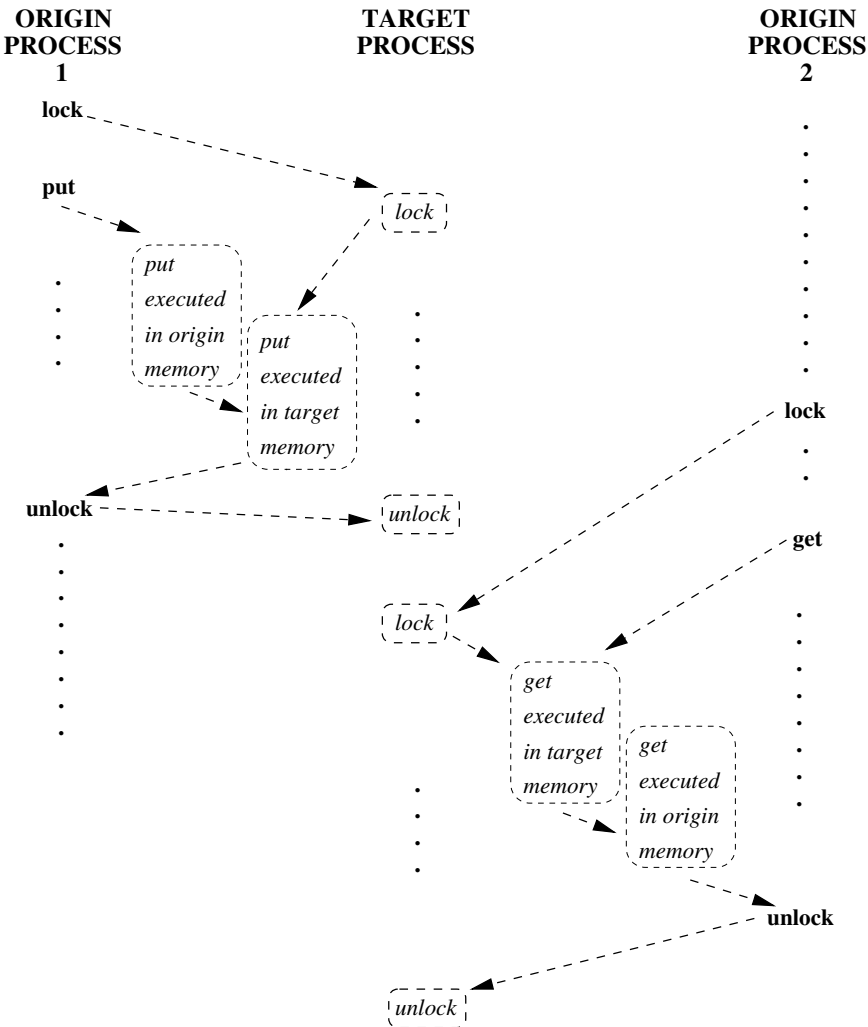 ORIGIN
PROCESS
1
TARGET
PROCESS
ORIGIN
PROCESS
2
lock
put
lock
put
executed
in origin
memory
put
executed
in target
memory
lock
unlock
unlock
get
lock
get
executed
in target
memory
get
executed
in origin
memory
unlock
unlock